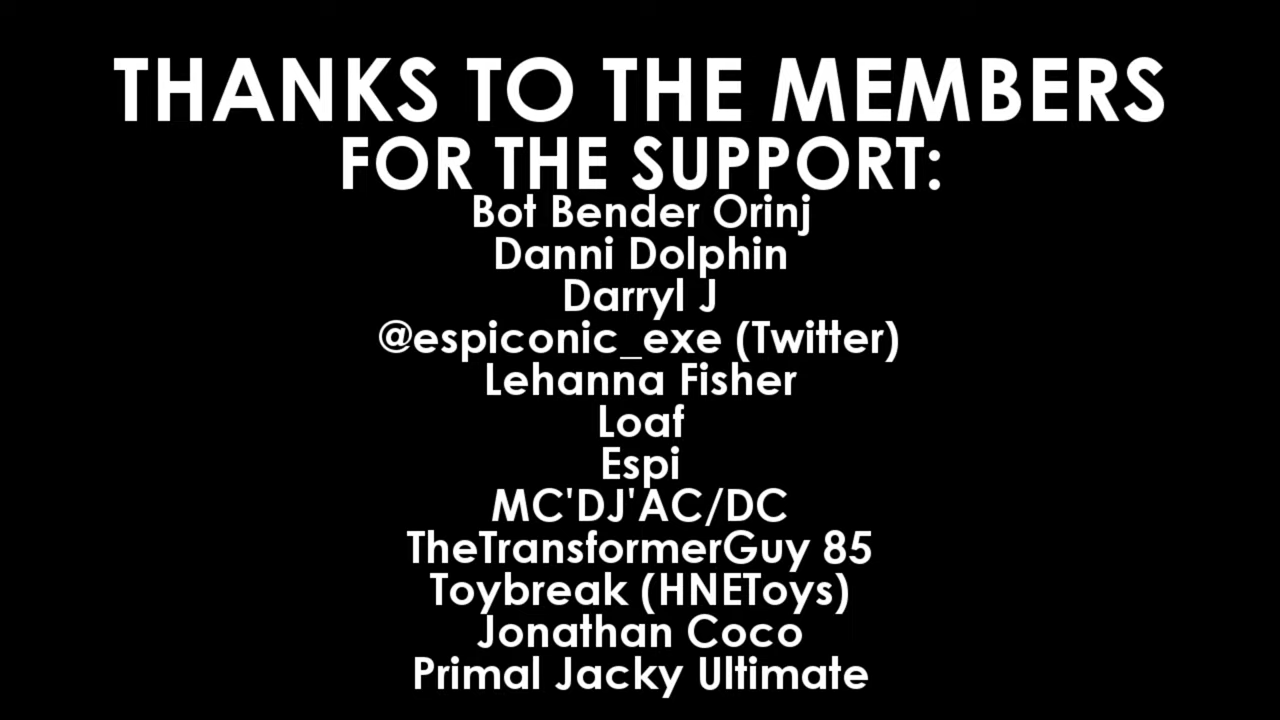 THANKS TO THE MEMBERS
FOR THE SUPPORT:
Bot Bender Orinj
Danni Dolphin
Darryl J
@espiconic_exe (Twitter)
Lehanna Fisher
Loaf
Espi
MC'DJ'AC/DC
TheTransformerGuy 85
Toybreak (HNEToys)
Jonathan Coco
Primal Jacky Ultimate